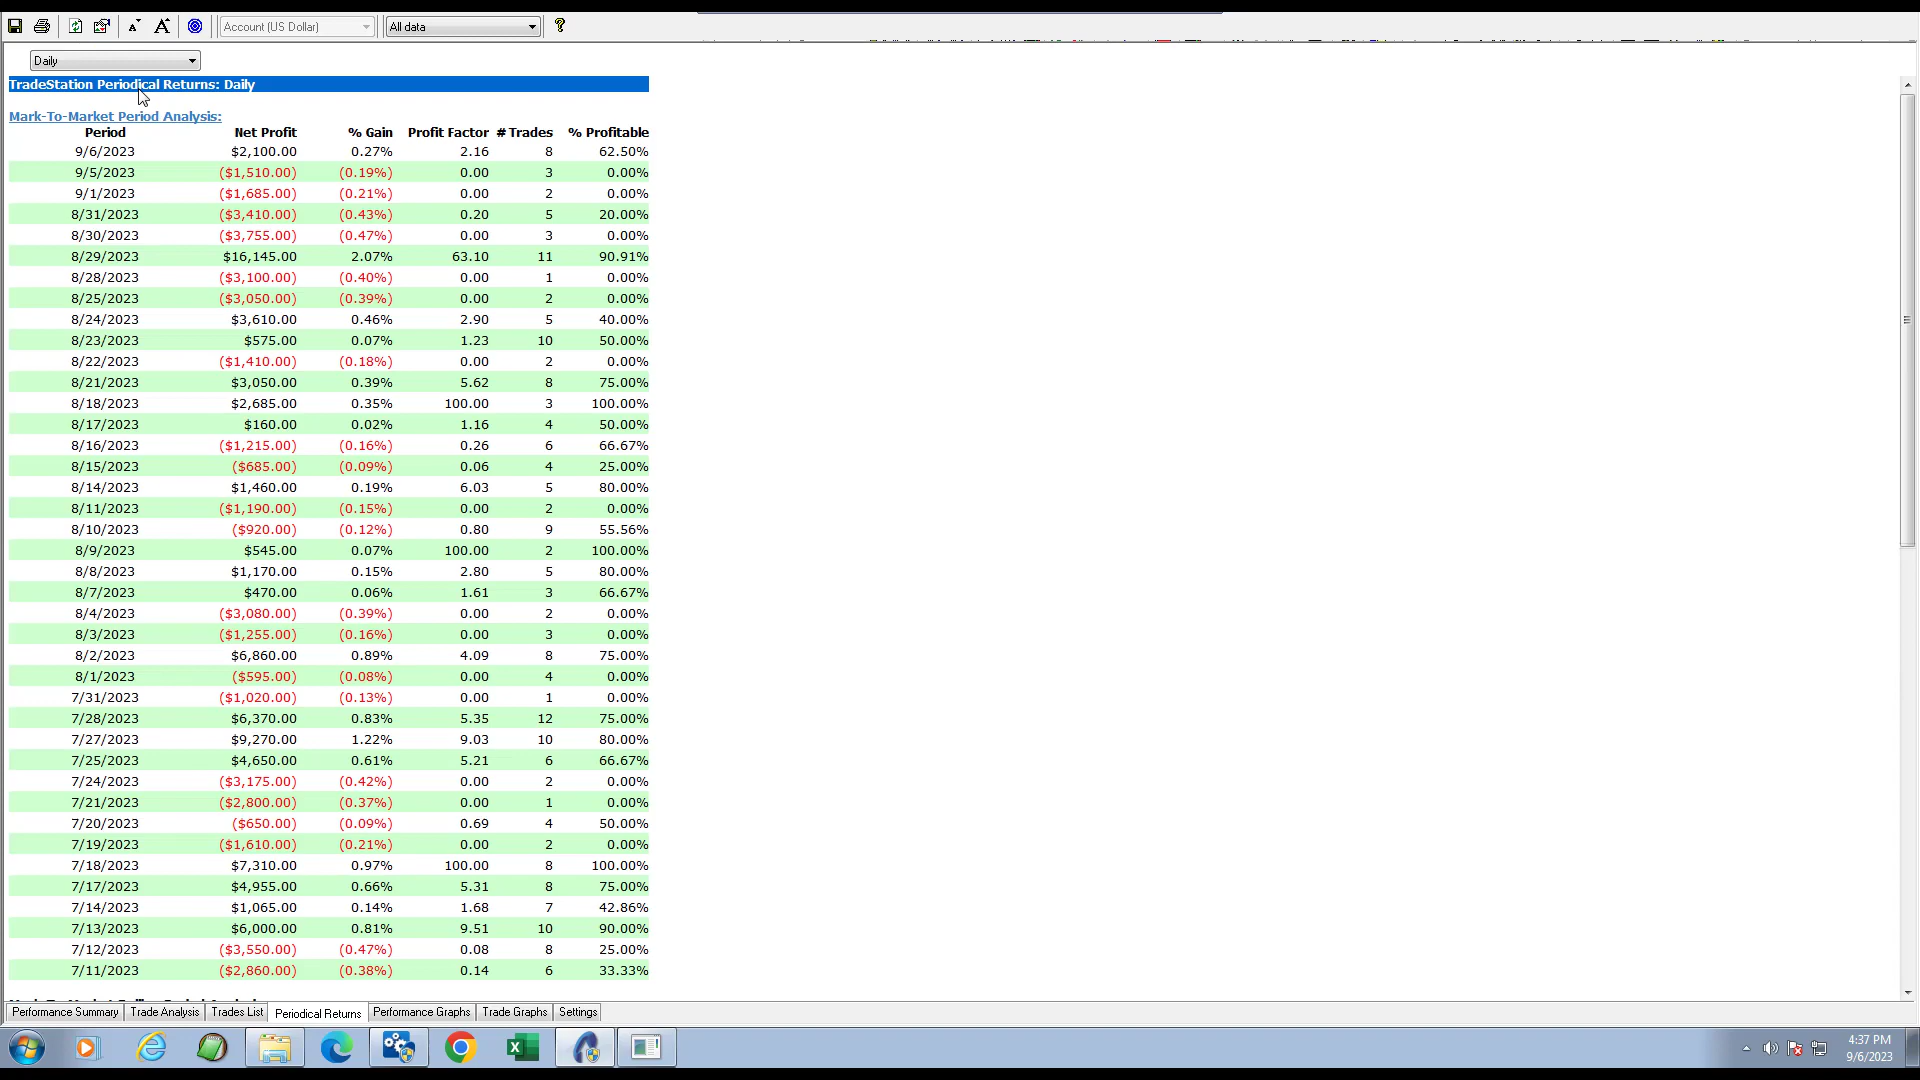 Account (US Dollar) All data
Daily
TradeStation Periodical Returns: Daily
Mark-To-Market Period Analysis:
Period Net Profit % Gain Profit Factor # Trades % Profitable
9/6/2023 $2,100.00 0.27% 2.16 8 62.50%
9/5/2023 ($1,510.00) (0.19%) 0.00 3 0.00%
9/1/2023 ($1,685.00) (0.21%) 0.00 2 0.00%
8/31/2023 ($3,410.00) (0.43%) 0.20 5 20.00%
8/30/2023 ($3,755.00) (0.47%) 0.00 3 0.00%
8/29/2023 $16,145.00 2.07% 63.10 11 90.91%
8/28/2023 ($3,100.00) (0.40%) 0.00 1 0.00%
8/25/2023 ($3,050.00) (0.39%) 0.00 2 0.00%
8/24/2023 $3,610.00 0.46% 2.90 5 40.00%
8/23/2023 $575.00 0.07% 1.23 10 50.00%
8/22/2023 ($1,410.00) (0.18%) 0.00 2 0.00%
8/21/2023 $3,050.00 0.39% 5.62 8 75.00%
8/18/2023 $2,685.00 0.35% 100.00 3 100.00%
8/17/2023 $160.00 0.02% 1.16 4 50.00%
8/16/2023 ($1,215.00) (0.16%) 0.26 6 66.67%
8/15/2023 ($685.00) (0.09%) 0.06 4 25.00%
8/14/2023 $1,460.00 0.19% 6.03 5 80.00%
8/11/2023 ($1,190.00) (0.15%) 0.00 2 0.00%
8/10/2023 ($920.00) (0.12%) 0.80 9 55.56%
8/9/2023 $545.00 0.07% 100.00 2 100.00%
8/8/2023 $1,170.00 0.15% 2.80 5 80.00%
8/7/2023 $470.00 0.06% 1.61 3 66.67%
8/4/2023 ($3,080.00) (0.39%) 0.00 2 0.00%
8/3/2023 ($1,255.00) (0.16%) 0.00 3 0.00%
8/2/2023 $6,860.00 0.89% 4.09 8 75.00%
8/1/2023 ($595.00) (0.08%) 0.00 4 0.00%
7/31/2023 ($1,020.00) (0.13%) 0.00 1 0.00%
7/28/2023 $6,370.00 0.83% 5.35 12 75.00%
7/27/2023 $9,270.00 1.22% 9.03 10 80.00%
7/25/2023 $4,650.00 0.61% 5.21 6 66.67%
7/24/2023 ($3,175.00) (0.42%) 0.00 2 0.00%
7/21/2023 ($2,800.00) (0.37%) 0.00 1 0.00%
7/20/2023 ($650.00) (0.09%) 0.69 4 50.00%
7/19/2023 ($1,610.00) (0.21%) 0.00 2 0.00%
7/18/2023 $7,310.00 0.97% 100.00 8 100.00%
7/17/2023 $4,955.00 0.66% 5.31 8 75.00%
7/14/2023 $1,065.00 0.14% 1.68 7 42.86%
7/13/2023 $6,000.00 0.81% 9.51 10 90.00%
7/12/2023 ($3,550.00) (0.47%) 0.08 8 25.00%
7/11/2023 ($2,860.00) (0.38%) 0.14 6 33.33%
Performance Summary Trade Analysis Trades List Periodical Returns Performance Graphs Trade Graphs Settings
4:37 PM
9/6/2023